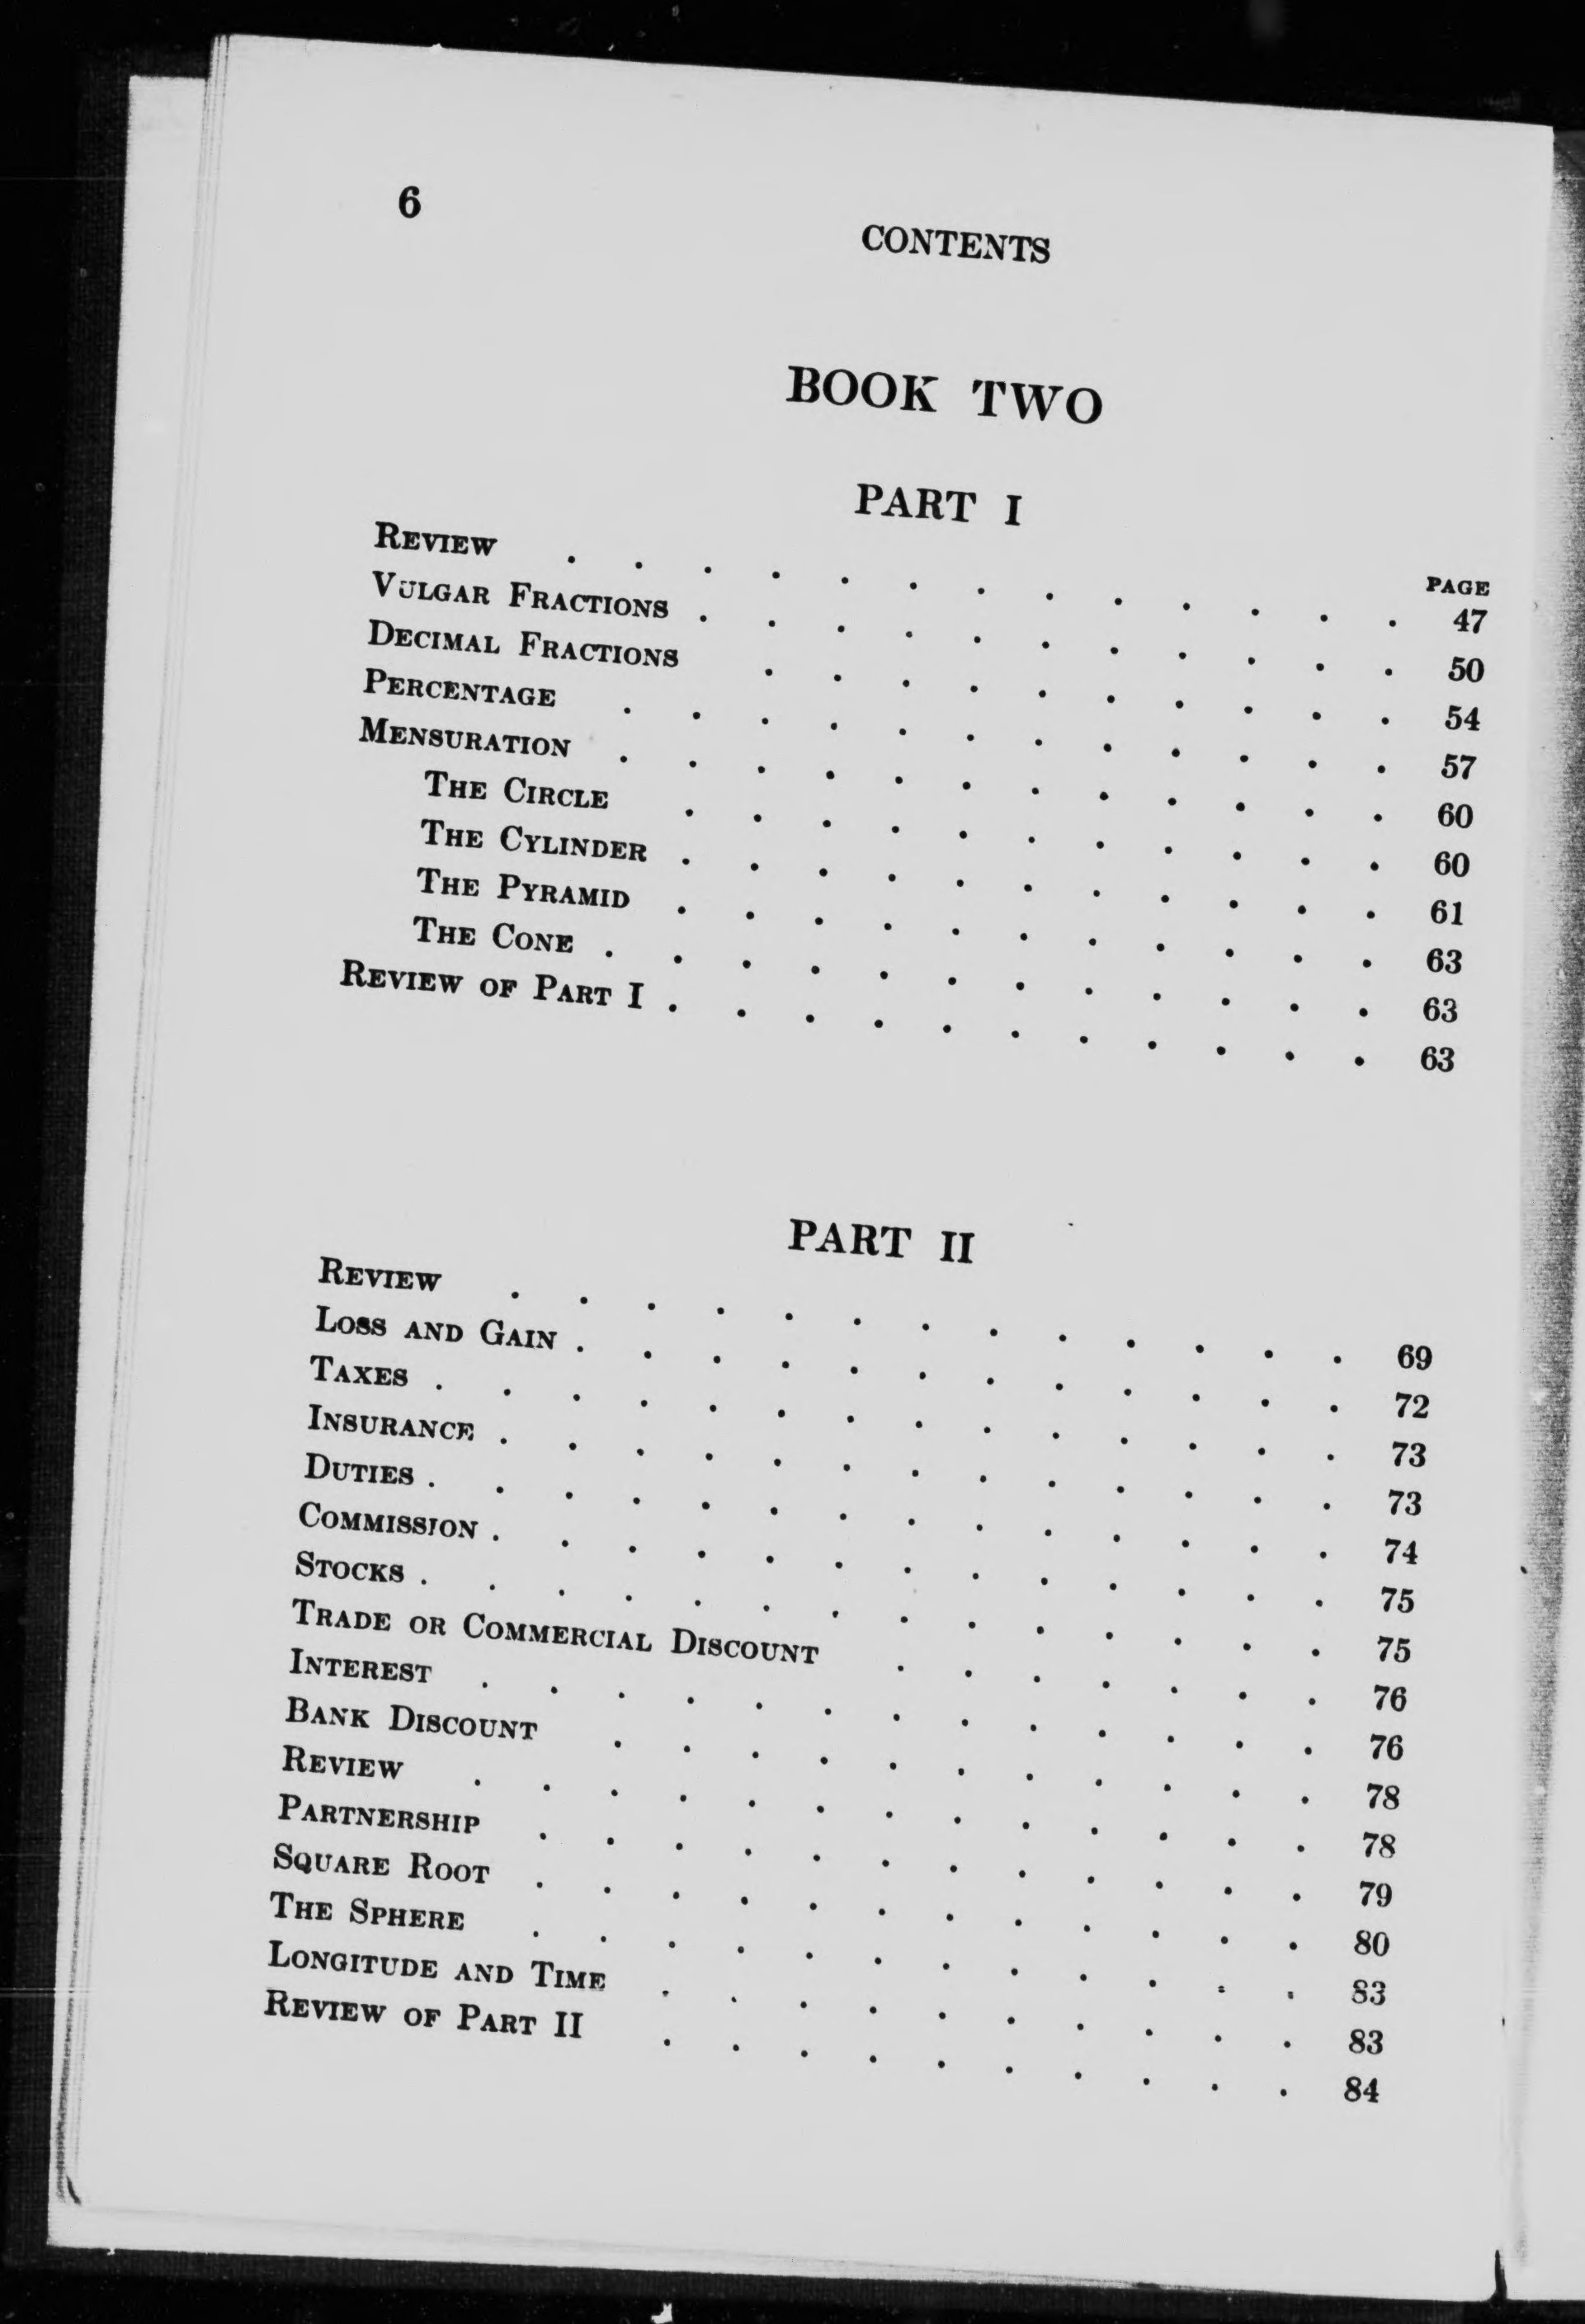 6
CONTENTS
BOOK TWO
PART I
PAGE
REVIEW . . . . . . . . . . . . . 47
VULGAR FRACTIONS . . . . . . . . . . . 50
DECIMAL FRACTIONS . . . . . . . . . . 54
PERCENTAGE . . . . . . . . . . . . 57
MENSURATION . . . . . . . . . . . . 60
THE CIRCLE . . . . . . . . . . . 60
THE CYLINDER . . . . . . . . . . . 61
THE PYRAMID . . . . . . . . . . . 63
THE CONE . . . . . . . . . . . . 63
REVIEW OF PART I . . . . . . . . . . . 63
PART II
REVIEW . . . . . . . . . . . . . 69
LOSS AND GAIN . . . . . . . . . . . . 72
TAXES . . . . . . . . . . . . . . 73
INSURANCE . . . . . . . . . . . . . 73
DUTIES . . . . . . . . . . . . . . 74
COMMISSION . . . . . . . . . . . . . 75
STOCKS . . . . . . . . . . . . . . 75
TRADE OR COMMERCIAL DISCOUNT . . . . . . . 76
INTEREST . . . . . . . . . . . . . 76
BANK DISCOUNT . . . . . . . . . . . 78
REVIEW . . . . . . . . . . . . . 78
PARTNERSHIP . . . . . . . . . . . . 79
SQUARE ROOT . . . . . . . . . . . . 80
THE SPHERE . . . . . . . . . . . . 83
LONGITUDE AND TIME . . . . . . . . . . 83
REVIEW OF PART II . . . . . . . . . . 84